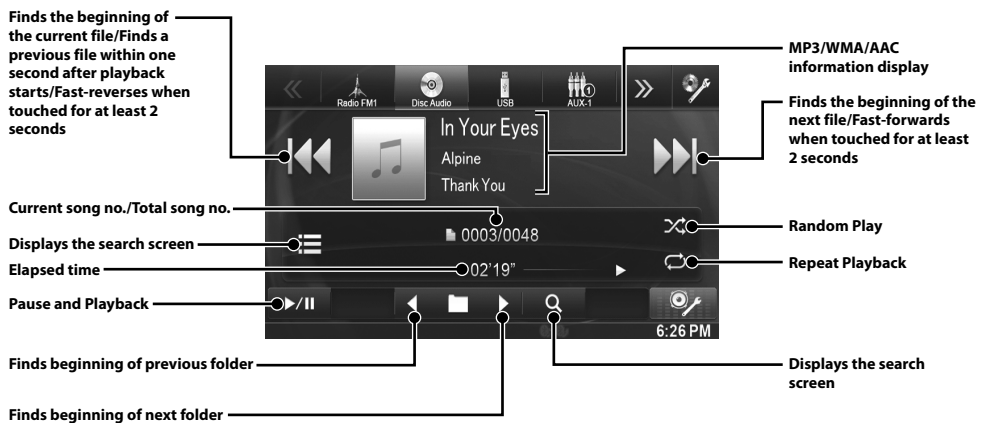 Finds the beginning of
the current file/Finds a
previous file within one
second after playback
starts/Fast-reverses when
touched for at least 2
seconds
MP3/WMA/AAC
information display
Finds the beginning of the
next file/Fast-forwards
when touched for at least
2 seconds
Radio FM1
Disc Audio
USB
AUX-1
1
In Your Eyes
Alpine
Thank You
Current song no./Total song no.
0003/0048
Random Play
Displays the search screen
Elapsed time
02'19"
Repeat Playback
Pause and Playback
6:26 PM
Finds beginning of previous folder
Displays the search
screen
Finds beginning of next folder